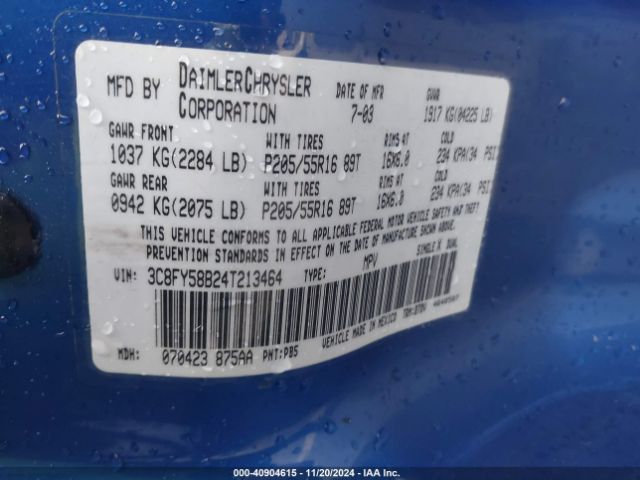 MFD BY DAIMLERCHRYSLER CORPORATION DATE OF MFR 7-03 GVWR 1917 KG(04225 LB)
GAWR FRONT WITH TIRES RIMS AT COLD
1037 KG(2284 LB) P205/55R16 89T 16X6.0 234 KPA(34 PSI
GAWR REAR WITH TIRES RIMS AT COLD
0942 KG(2075 LB) P205/55R16 89T 16X6.0 234 KPA(34 PSI
THIS VEHICLE CONFORMS TO ALL APPLICABLE FEDERAL MOTOR VEHICLE SAFETY AND THEFT
PREVENTION STANDARDS IN EFFECT ON THE DATE OF MANUFACTURE SHOWN ABOVE.
VIN: 3C8FY58B24T213464 TYPE: MPV SINGLE X DUAL
VEHICLE MADE IN MEXICO
MDH: 070423 875AA PNT:PB5
000-40904615 - 11/20/2024 - IAA Inc.